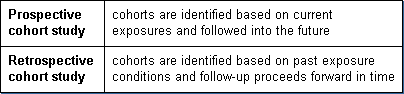 Prospective cohorts are identified based on current
cohort study exposures and followed into the future
Retrospective cohorts are identified based on past exposure
cohort study conditions and follow-up proceeds forward in time